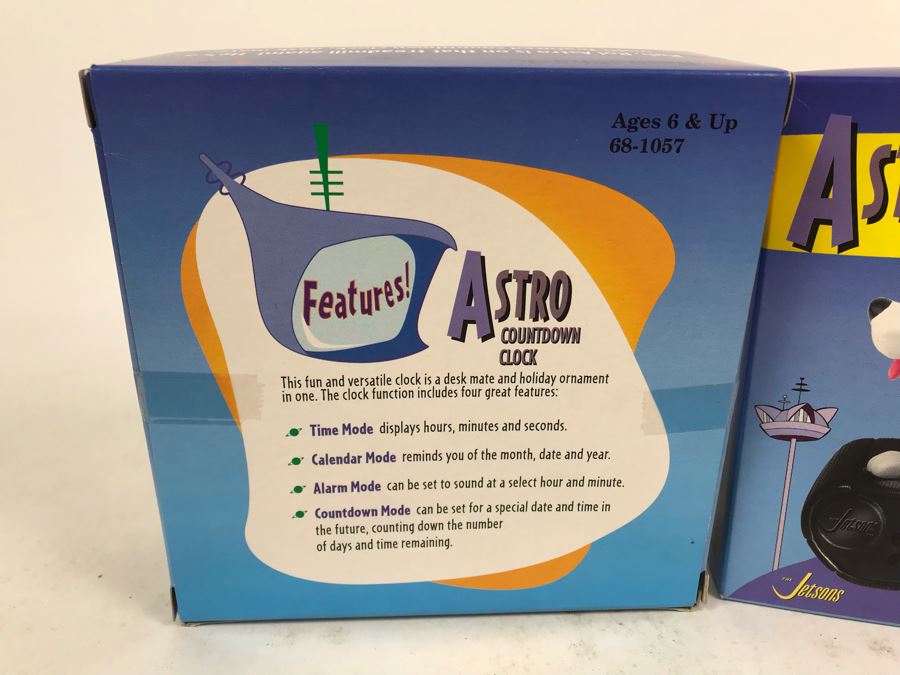 Ages 6 & Up
68-1057
Features!
ASTRO
COUNTDOWN
CLOCK
This fun and versatile clock is a desk mate and holiday ornament
in one. The clock function includes four great features:
Time Mode displays hours, minutes and seconds.
Calendar Mode reminds you of the month, date and year.
Alarm Mode can be set to sound at a select hour and minute.
Countdown Mode can be set for a special date and time in
the future, counting down the number
of days and time remaining.
AS
Jetsons
THE Jetsons